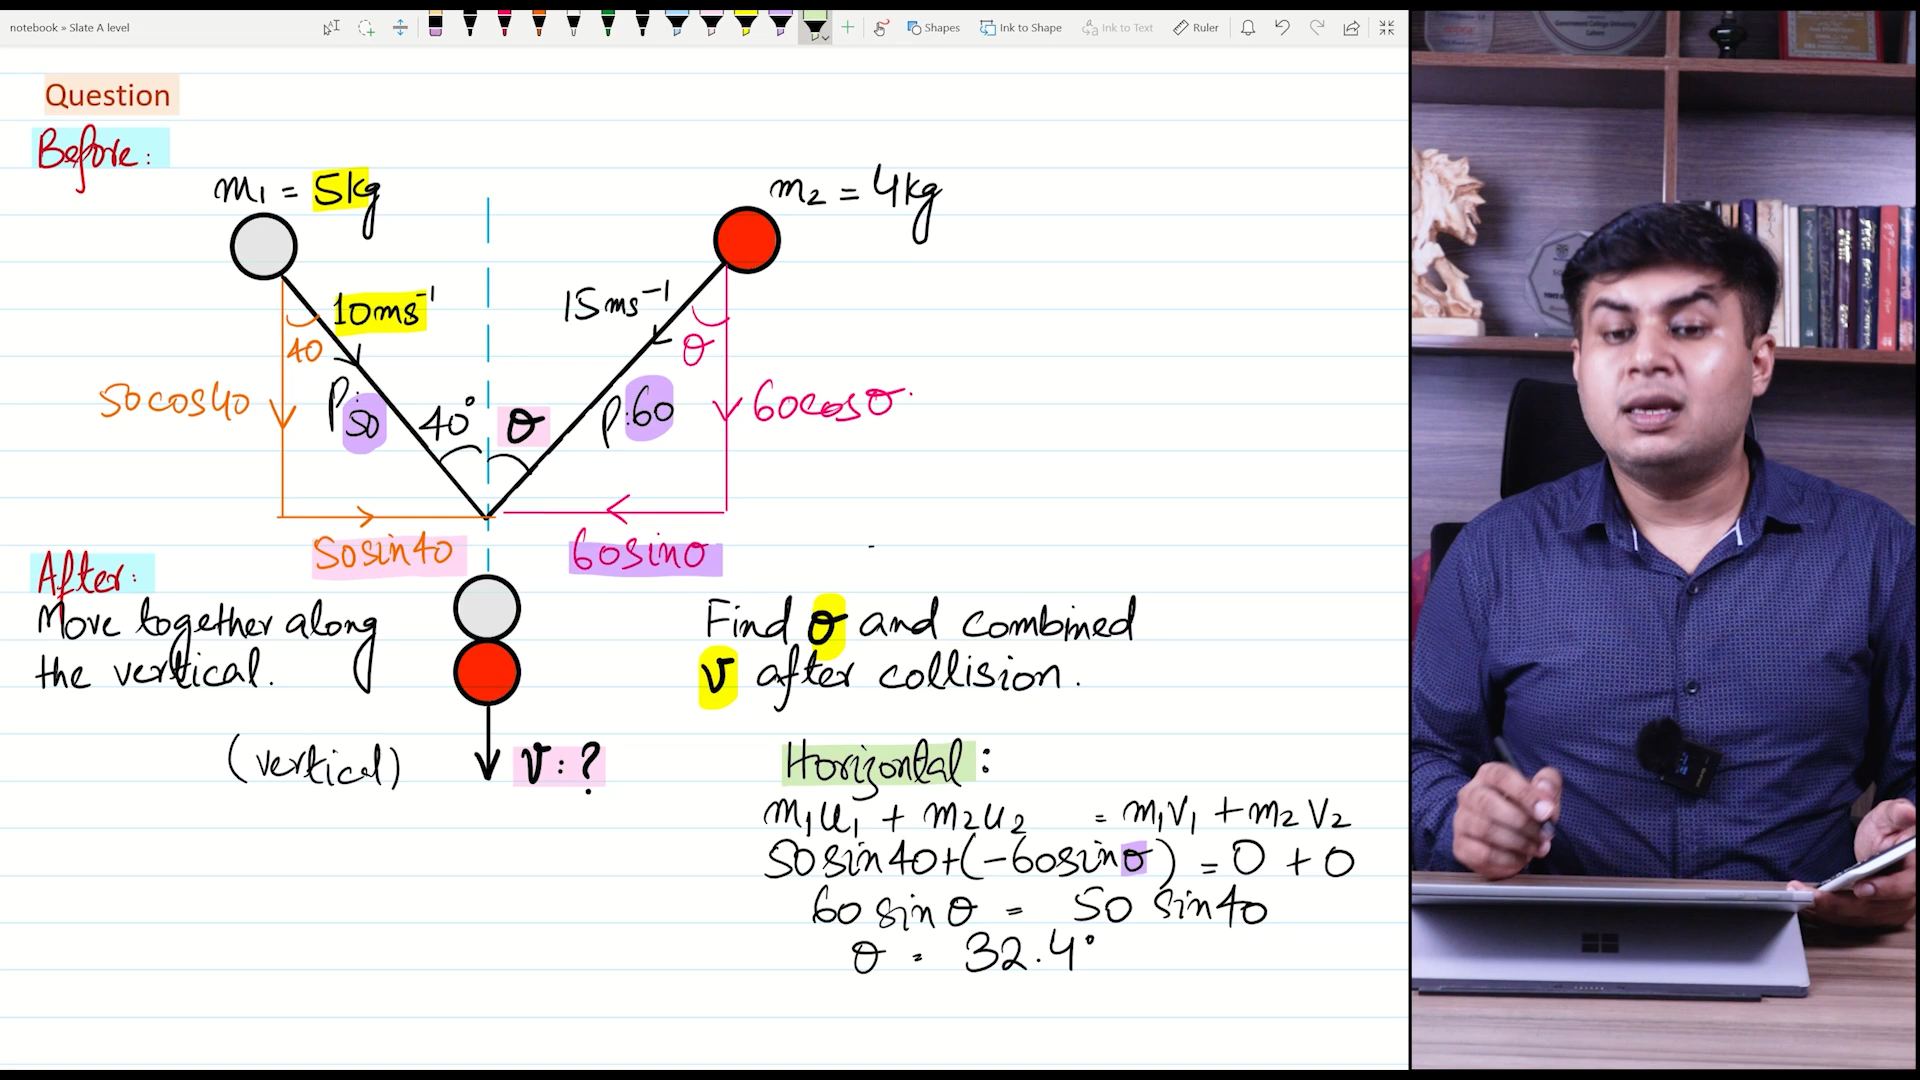 notebook » Slate A level
Shapes
Ink to Shape
Ink to Text
Ruler
Question
Before:
m1 = 5kg
m2 = 4kg
10ms⁻¹
15ms⁻¹
40
θ
50cos40
P:50
40°
θ
P:60
60cosθ
50sin40
60sinθ
After:
Move together along
the vertical.
Find θ and combined
v after collision.
(vertical)
v:?
Horizontal:
m1u1 + m2u2 = m1v1 + m2v2
50sin40+(-60sinθ) = 0 + 0
60 sinθ = 50 sin40
θ = 32.4°